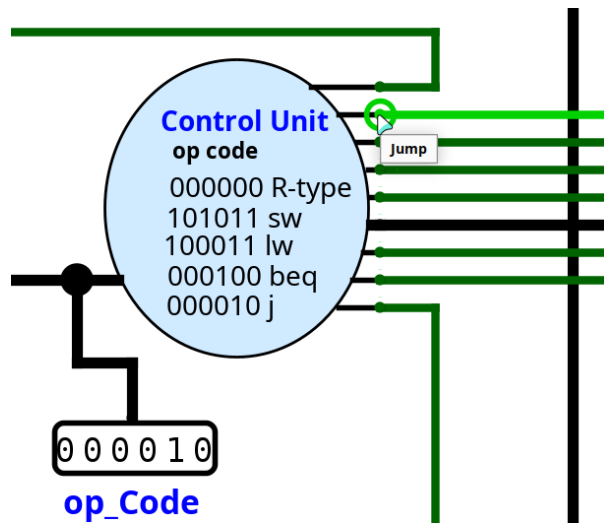 Control Unit
op code
Jump
000000 R-type
101011 sw
100011 lw
000100 beq
000010 j
000010
op_Code